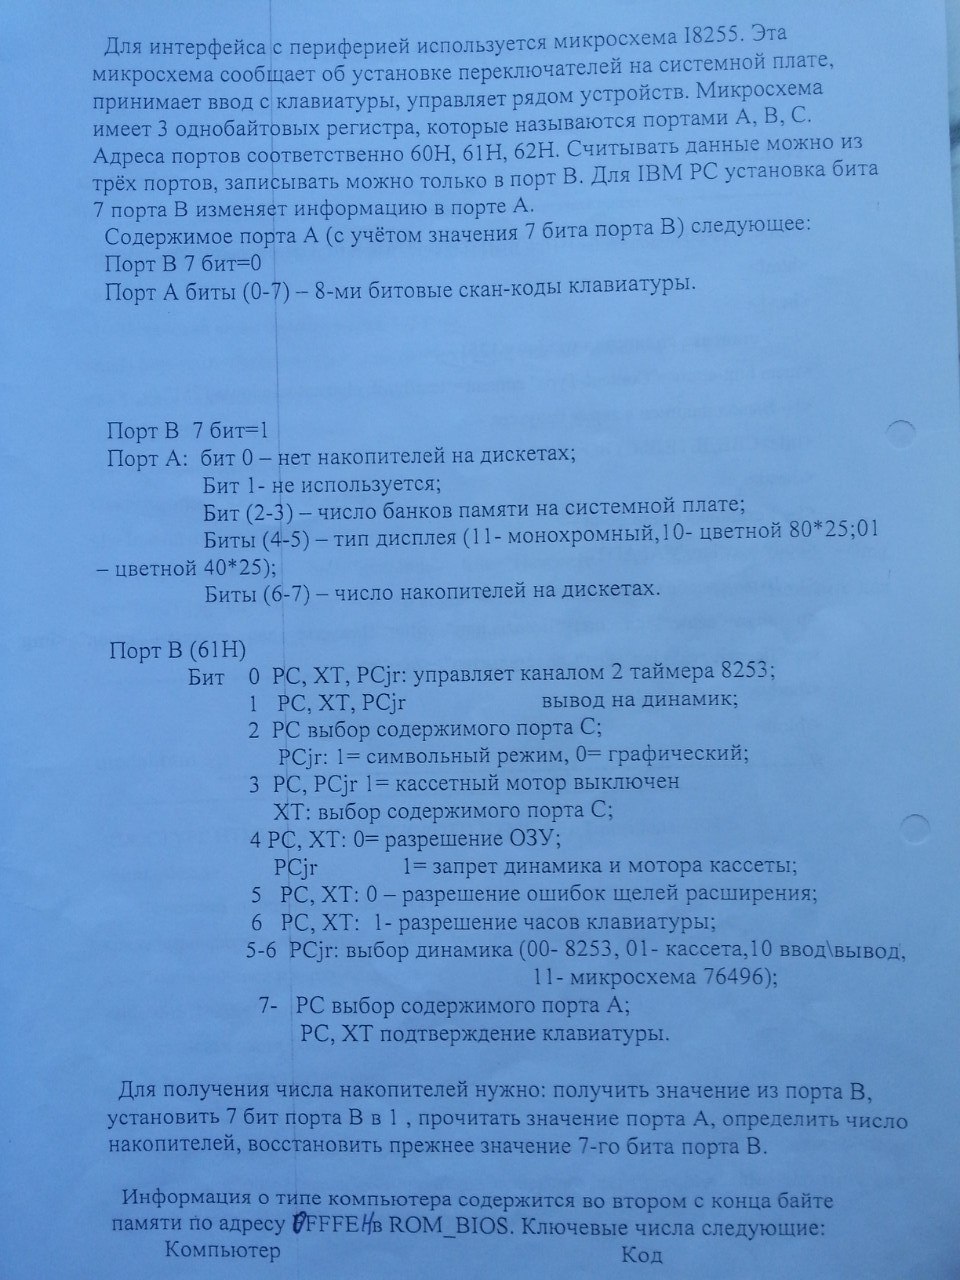 Для интерфейса с периферией используется микросхема I8255. Эта
микросхема сообщает об установке переключателей на системной плате,
принимает ввод с клавиатуры, управляет рядом устройств. Микросхема
имеет 3 однобайтовых регистра, которые называются портами А, В, С.
Адреса портов соответственно 60Н, 61Н, 62Н. Считывать данные можно из
трёх портов, записывать можно только в порт В. Для IBM PC установка бита
7 порта В изменяет информацию в порте А.
Содержимое порта А (с учётом значения 7 бита порта В) следующее:
Порт В 7 бит=0
Порт А биты (0-7) – 8-ми битовые скан-коды клавиатуры.
Порт В 7 бит=1
Порт А: бит 0 – нет накопителей на дискетах;
Бит 1- не используется;
Бит (2-3) – число банков памяти на системной плате;
Биты (4-5) – тип дисплея (11- монохромный,10- цветной 80*25;01
– цветной 40*25);
Биты (6-7) – число накопителей на дискетах.
Порт В (61Н)
Бит 0 PC, XT, PCjr: управляет каналом 2 таймера 8253;
1 PC, XT, PCjr вывод на динамик;
2 PC выбор содержимого порта С;
PCjr: 1= символьный режим, 0= графический;
3 PC, PCjr 1= кассетный мотор выключен
XT: выбор содержимого порта С;
4 PC, XT: 0= разрешение ОЗУ;
PCjr 1= запрет динамика и мотора кассеты;
5 PC, XT: 0 – разрешение ошибок щелей расширения;
6 PC, XT: 1- разрешение часов клавиатуры;
5-6 PCjr: выбор динамика (00- 8253, 01- кассета,10 ввод\вывод,
11- микросхема 76496);
7- PC выбор содержимого порта А;
PC, XT подтверждение клавиатуры.
Для получения числа накопителей нужно: получить значение из порта В,
установить 7 бит порта В в 1 , прочитать значение порта А, определить число
накопителей, восстановить прежнее значение 7-го бита порта В.
Информация о типе компьютера содержится во втором с конца байте
памяти по адресу 0FFFFEHв ROM_BIOS. Ключевые числа следующие:
Компьютер Код